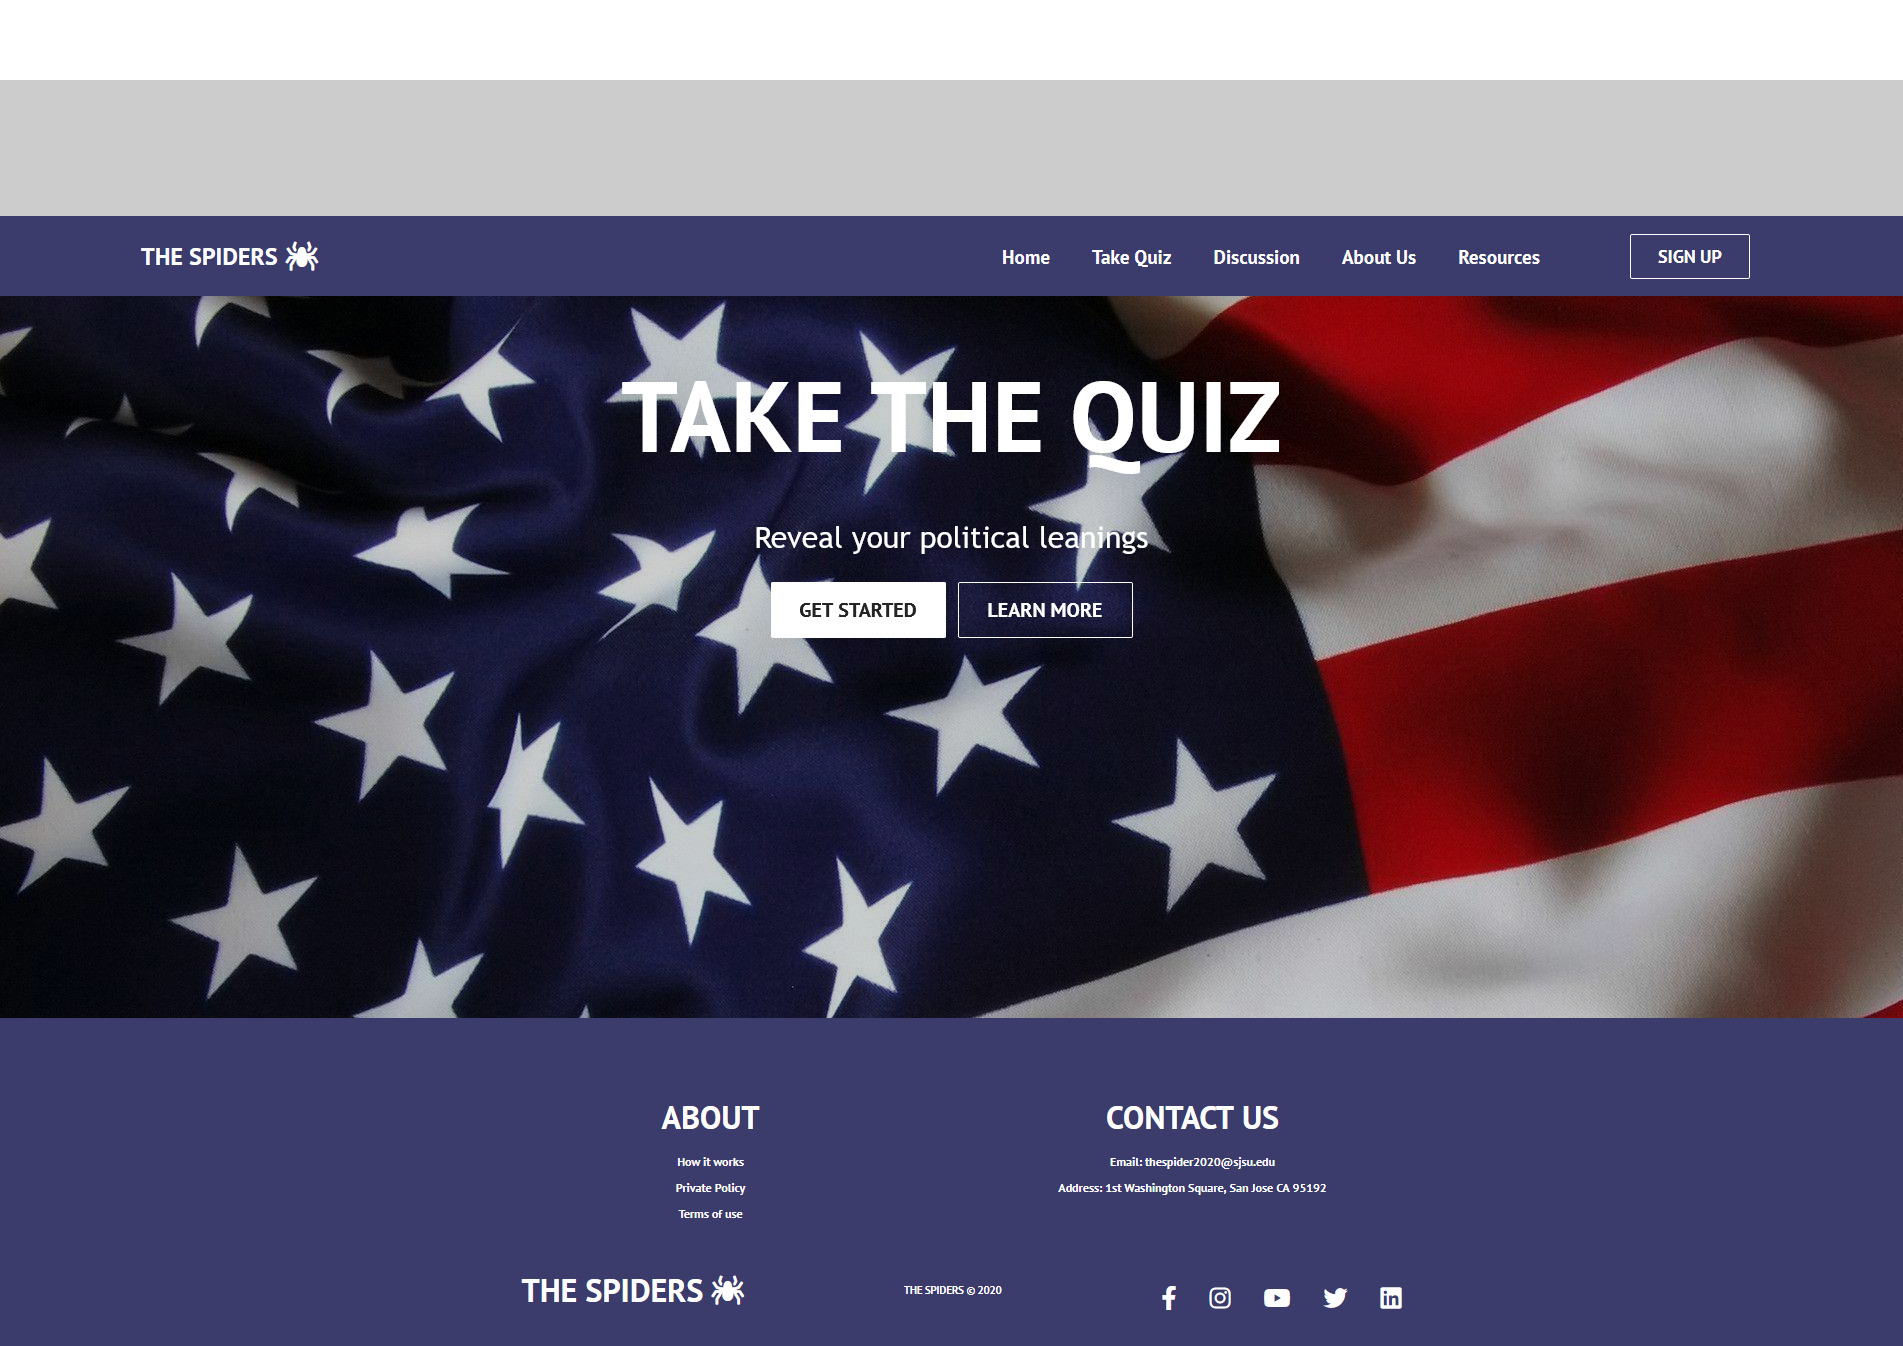 THE SPIDERS
Home
Take Quiz
Discussion
About Us
Resources
SIGN UP
TAKE THE QUIZ
Reveal your political leanings
GET STARTED
LEARN MORE
ABOUT
How it works
Private Policy
Terms of use
CONTACT US
Email: thespider2020@sjsu.edu
Address: 1st Washington Square, San Jose CA 95192
THE SPIDERS
THE SPIDERS © 2020